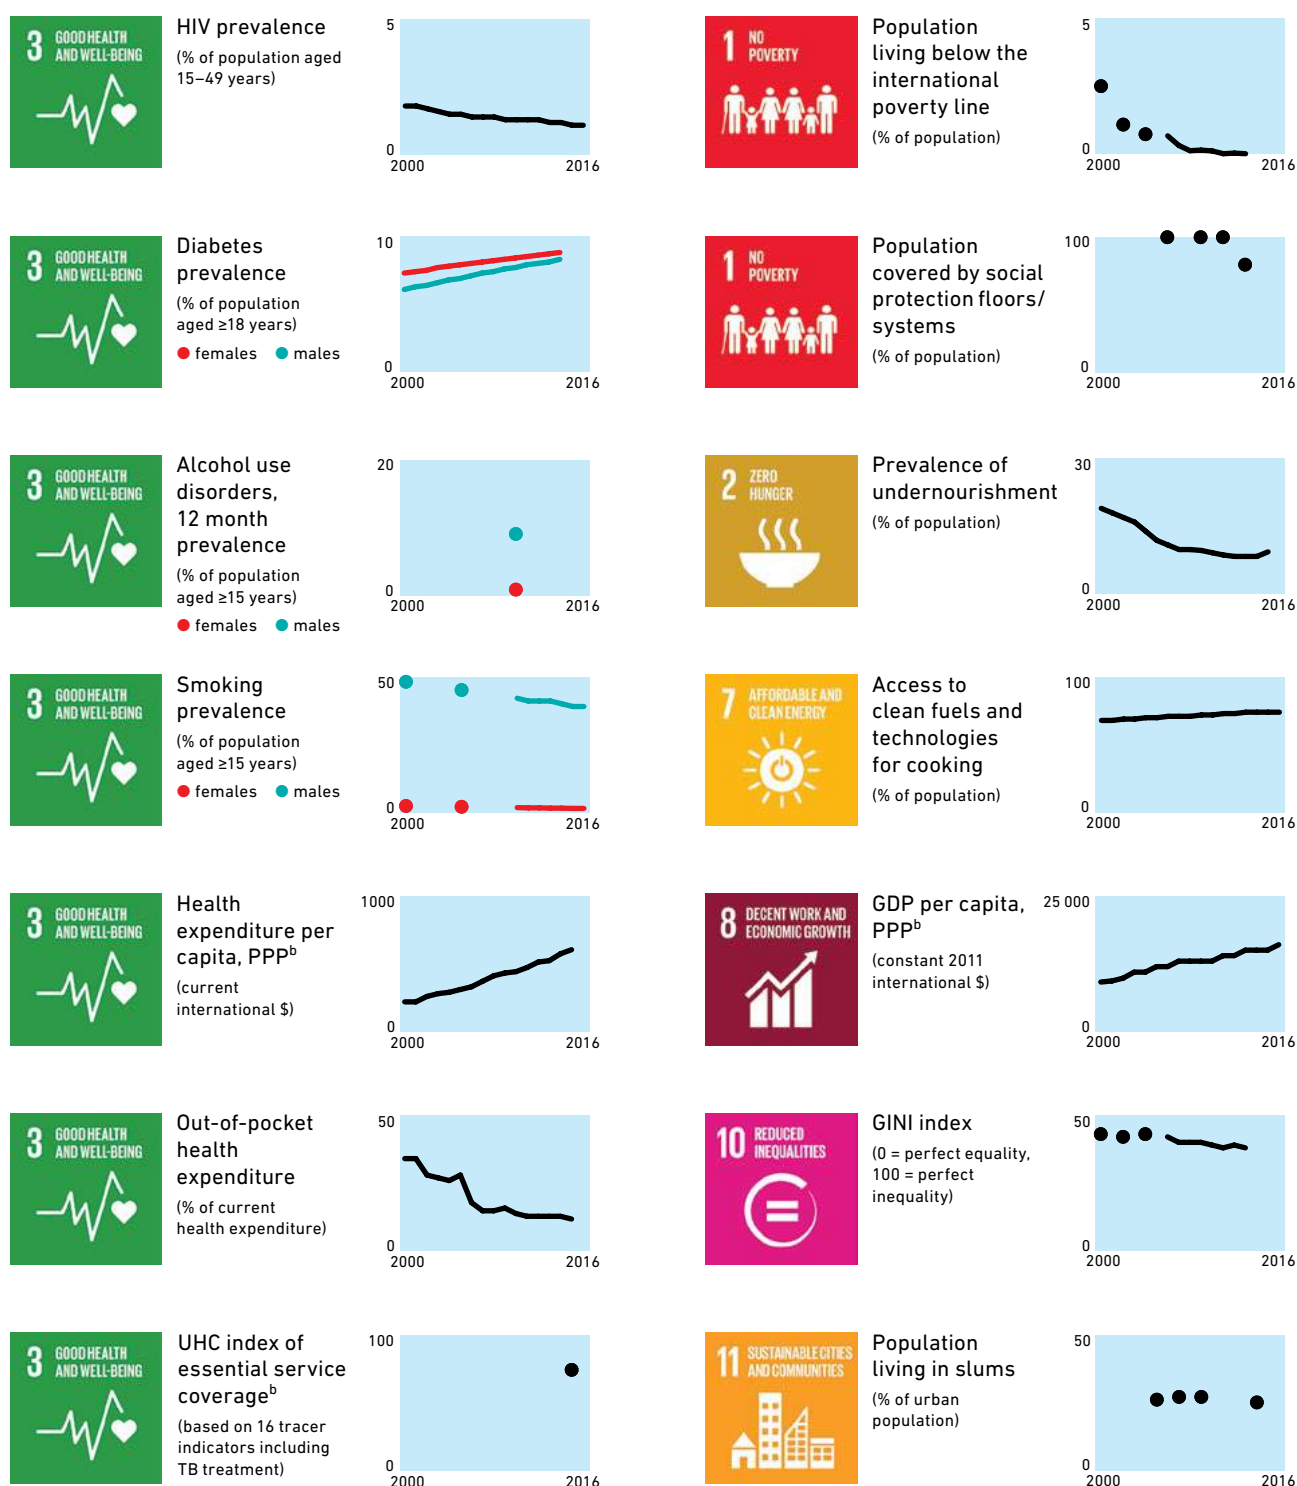 3 GOOD HEALTH
AND WELL-BEING
HIV prevalence
(% of population aged
15–49 years)
5
0
2000 2016
1 NO
POVERTY
Population
living below the
international
poverty line
(% of population)
5
0
2000 2016
3 GOOD HEALTH
AND WELL-BEING
Diabetes
prevalence
(% of population
aged ≥18 years)
females males
10
0
2000 2016
1 NO
POVERTY
Population
covered by social
protection floors/
systems
(% of population)
100
0
2000 2016
3 GOOD HEALTH
AND WELL-BEING
Alcohol use
disorders,
12 month
prevalence
(% of population
aged ≥15 years)
females males
20
0
2000 2016
2 ZERO
HUNGER
Prevalence of
undernourishment
(% of population)
30
0
2000 2016
3 GOOD HEALTH
AND WELL-BEING
Smoking
prevalence
(% of population
aged ≥15 years)
females males
50
0
2000 2016
7 AFFORDABLE AND
CLEAN ENERGY
Access to
clean fuels and
technologies
for cooking
(% of population)
100
0
2000 2016
3 GOOD HEALTH
AND WELL-BEING
Health
expenditure per
capita, PPPᵇ
(current
international $)
1000
0
2000 2016
8 DECENT WORK AND
ECONOMIC GROWTH
GDP per capita,
PPPᵇ
(constant 2011
international $)
25 000
0
2000 2016
3 GOOD HEALTH
AND WELL-BEING
Out-of-pocket
health
expenditure
(% of current
health expenditure)
50
0
2000 2016
10 REDUCED
INEQUALITIES
GINI index
(0 = perfect equality,
100 = perfect
inequality)
50
0
2000 2016
3 GOOD HEALTH
AND WELL-BEING
UHC index of
essential service
coverageᵇ
(based on 16 tracer
indicators including
TB treatment)
100
0
2000 2016
11 SUSTAINABLE CITIES
AND COMMUNITIES
Population
living in slums
(% of urban
population)
50
0
2000 2016